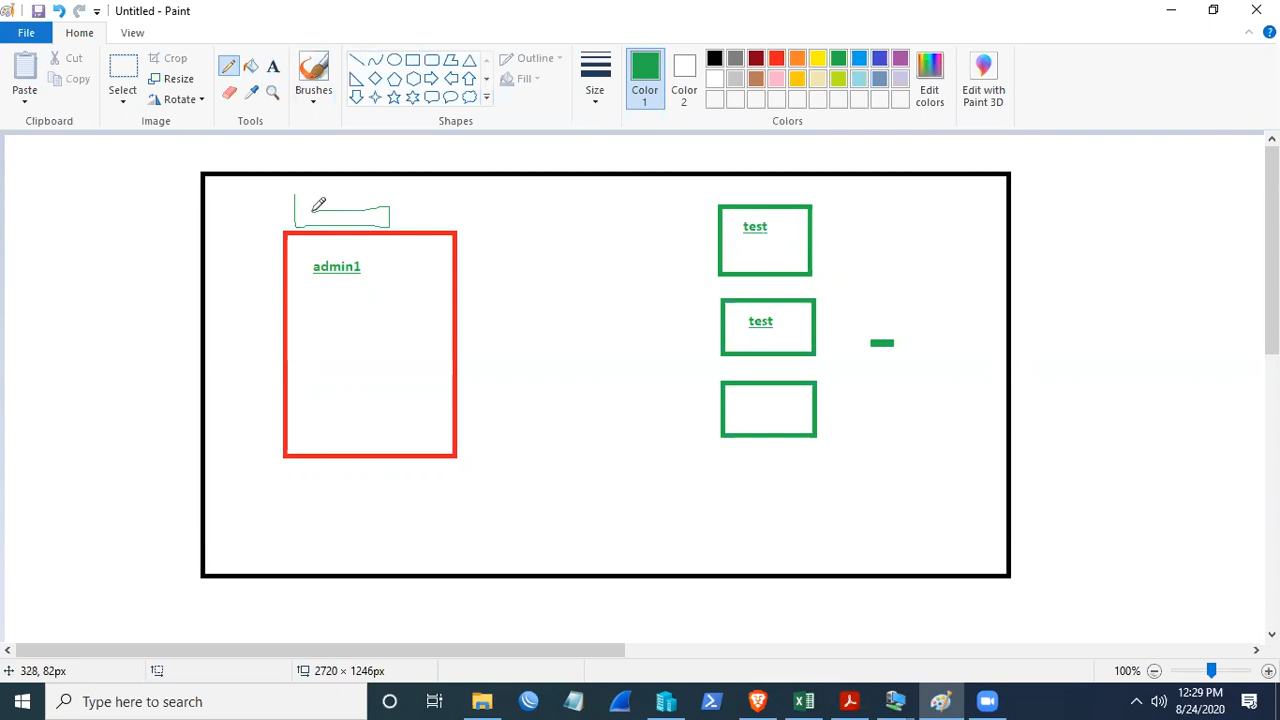 Untitled - Paint
File
Home
View
Paste
Cut
Copy
Clipboard
Select
Crop
Resize
Rotate
Image
Tools
Brushes
Outline
Fill
Shapes
Size
Color 1
Color 2
Edit colors
Edit with Paint 3D
Colors
admin1
test
test
328, 82px
2720 × 1246px
100%
Type here to search
12:29 PM
8/24/2020